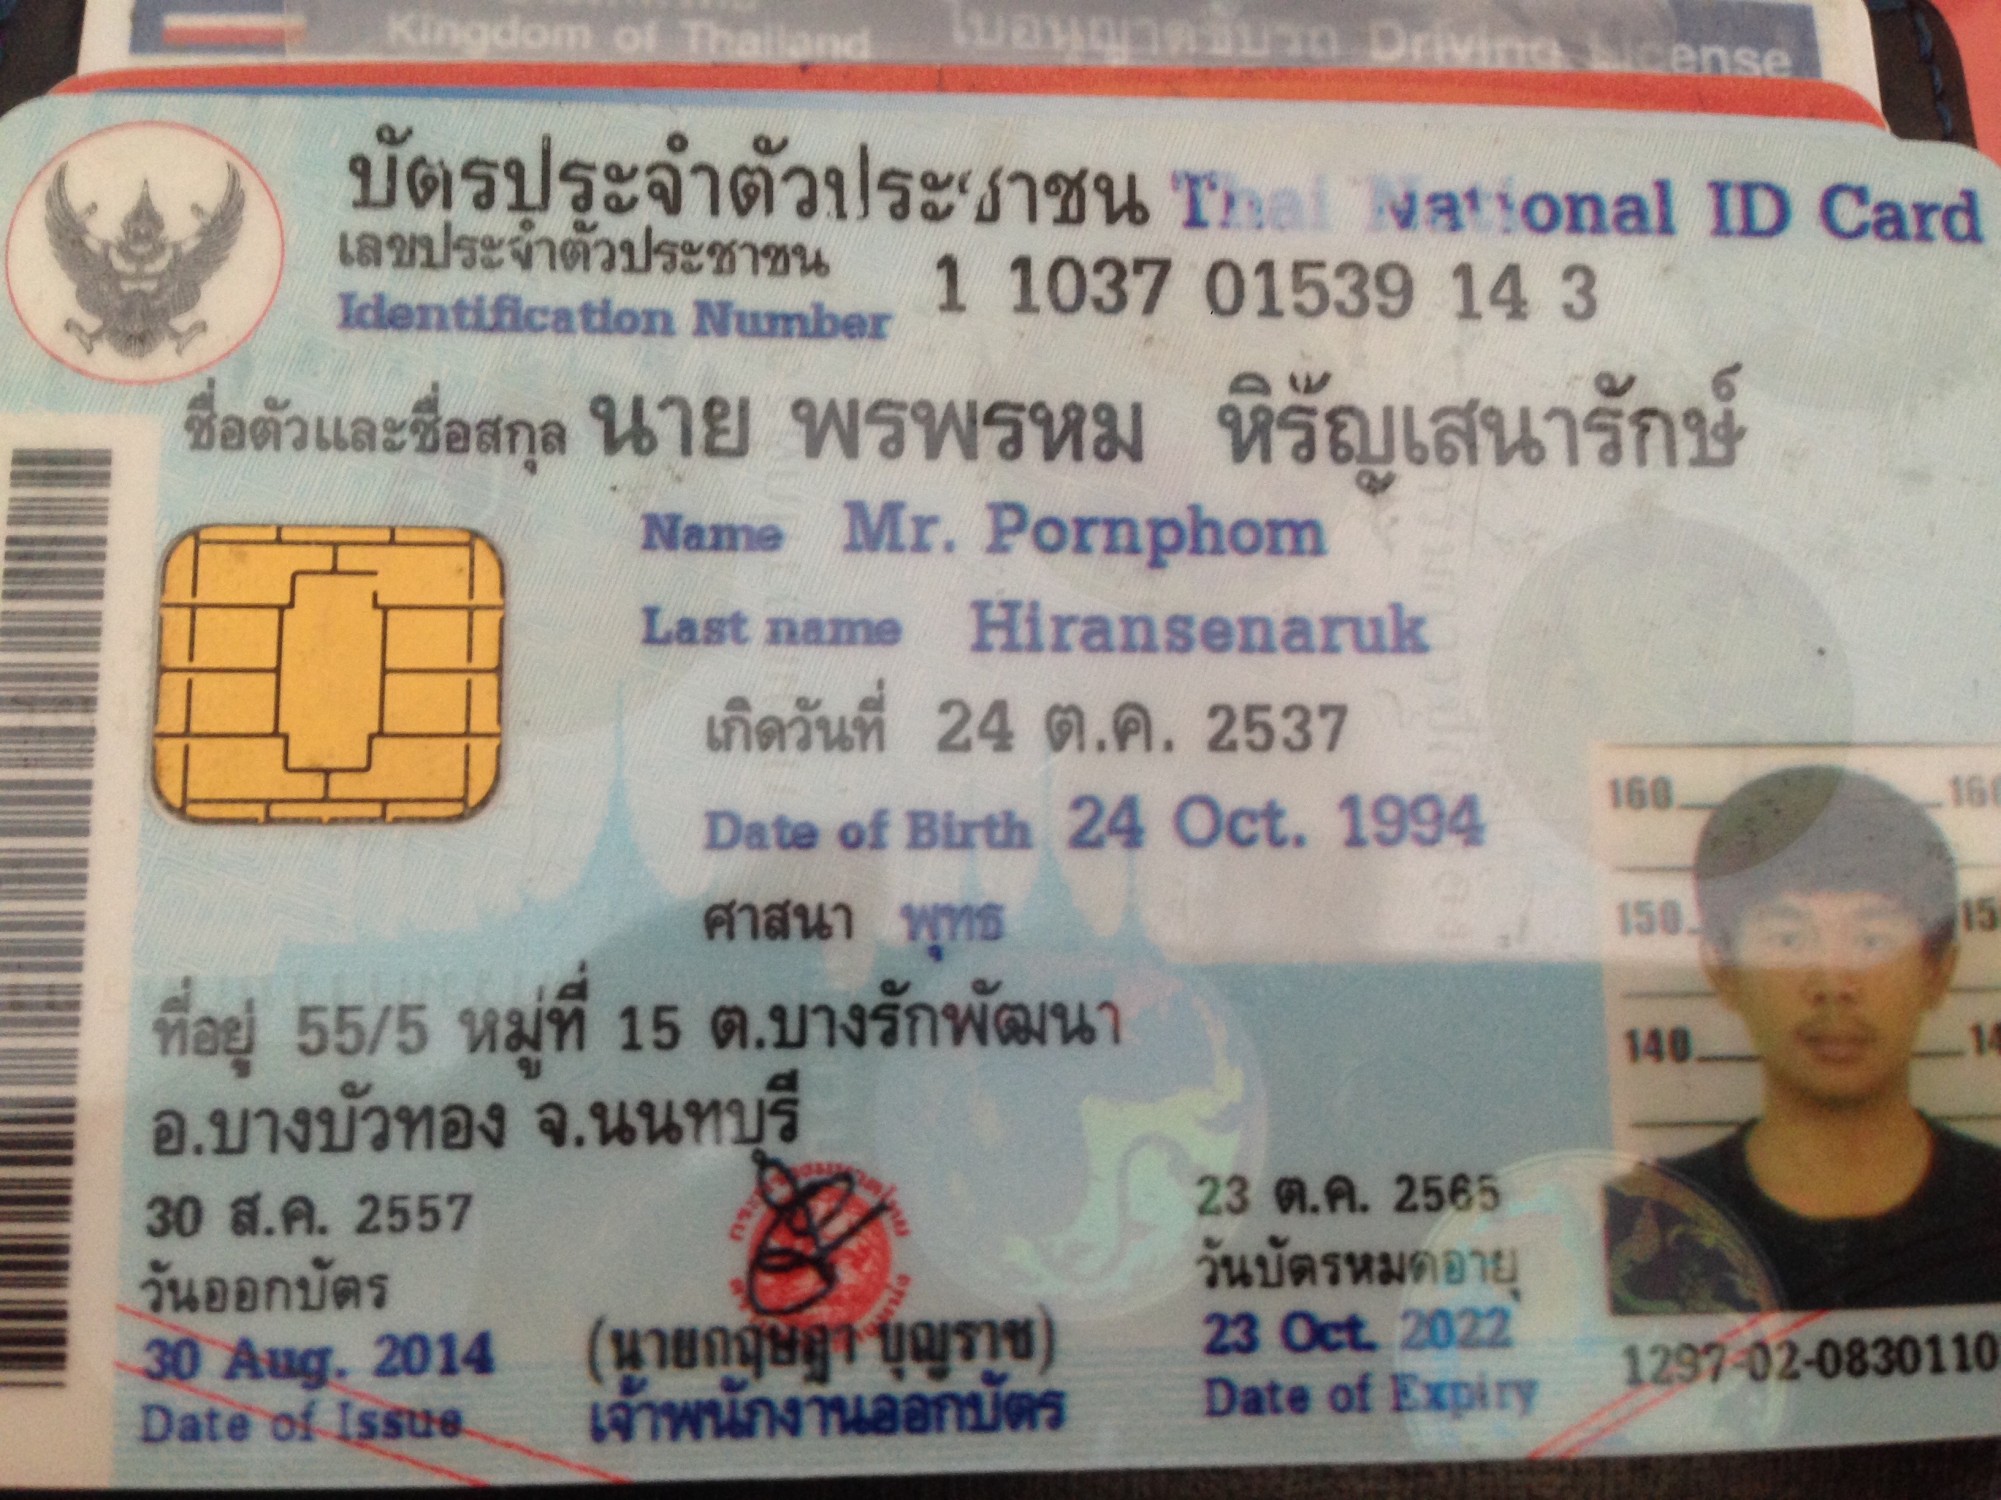 Kingdom of Thailand ใบอนุญาตขับรถ Driving License
บัตรประจำตัวประชาชน Thai National ID Card
เลขประจำตัวประชาชน 1 1037 01539 14 3
Identification Number
ชื่อตัวและชื่อสกุล นาย พรพรหม หิรัญเสนารักษ์
Name Mr. Pornphom
Last name Hiransenaruk
เกิดวันที่ 24 ต.ค. 2537
Date of Birth 24 Oct. 1994
ศาสนา พุทธ
ที่อยู่ 55/5 หมู่ที่ 15 ต.บางรักพัฒนา
อ.บางบัวทอง จ.นนทบุรี
30 ส.ค. 2557
วันออกบัตร
30 Aug. 2014
Date of Issue
(นายกฤษฎา บุญราช)
เจ้าพนักงานออกบัตร
23 ต.ค. 2565
วันบัตรหมดอายุ
23 Oct. 2022
Date of Expiry
160 160
150 15
140 14
1297-02-0830110